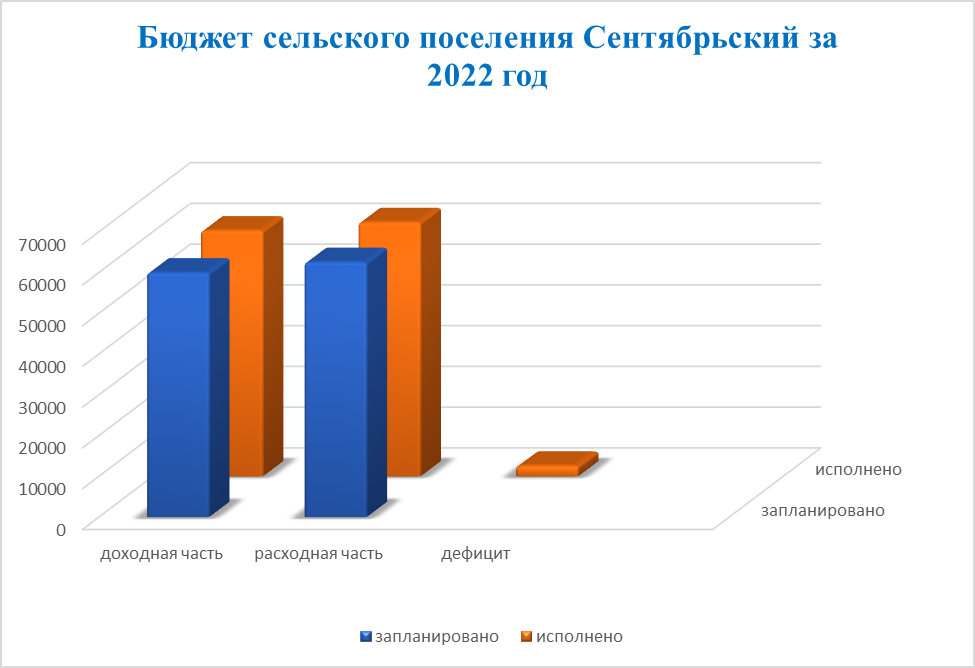 Бюджет сельского поселения Сентябрьский за
2022 год
70000
60000
50000
40000
30000
20000
10000
0
исполнено
запланировано
доходная часть
расходная часть
дефицит
запланировано
исполнено